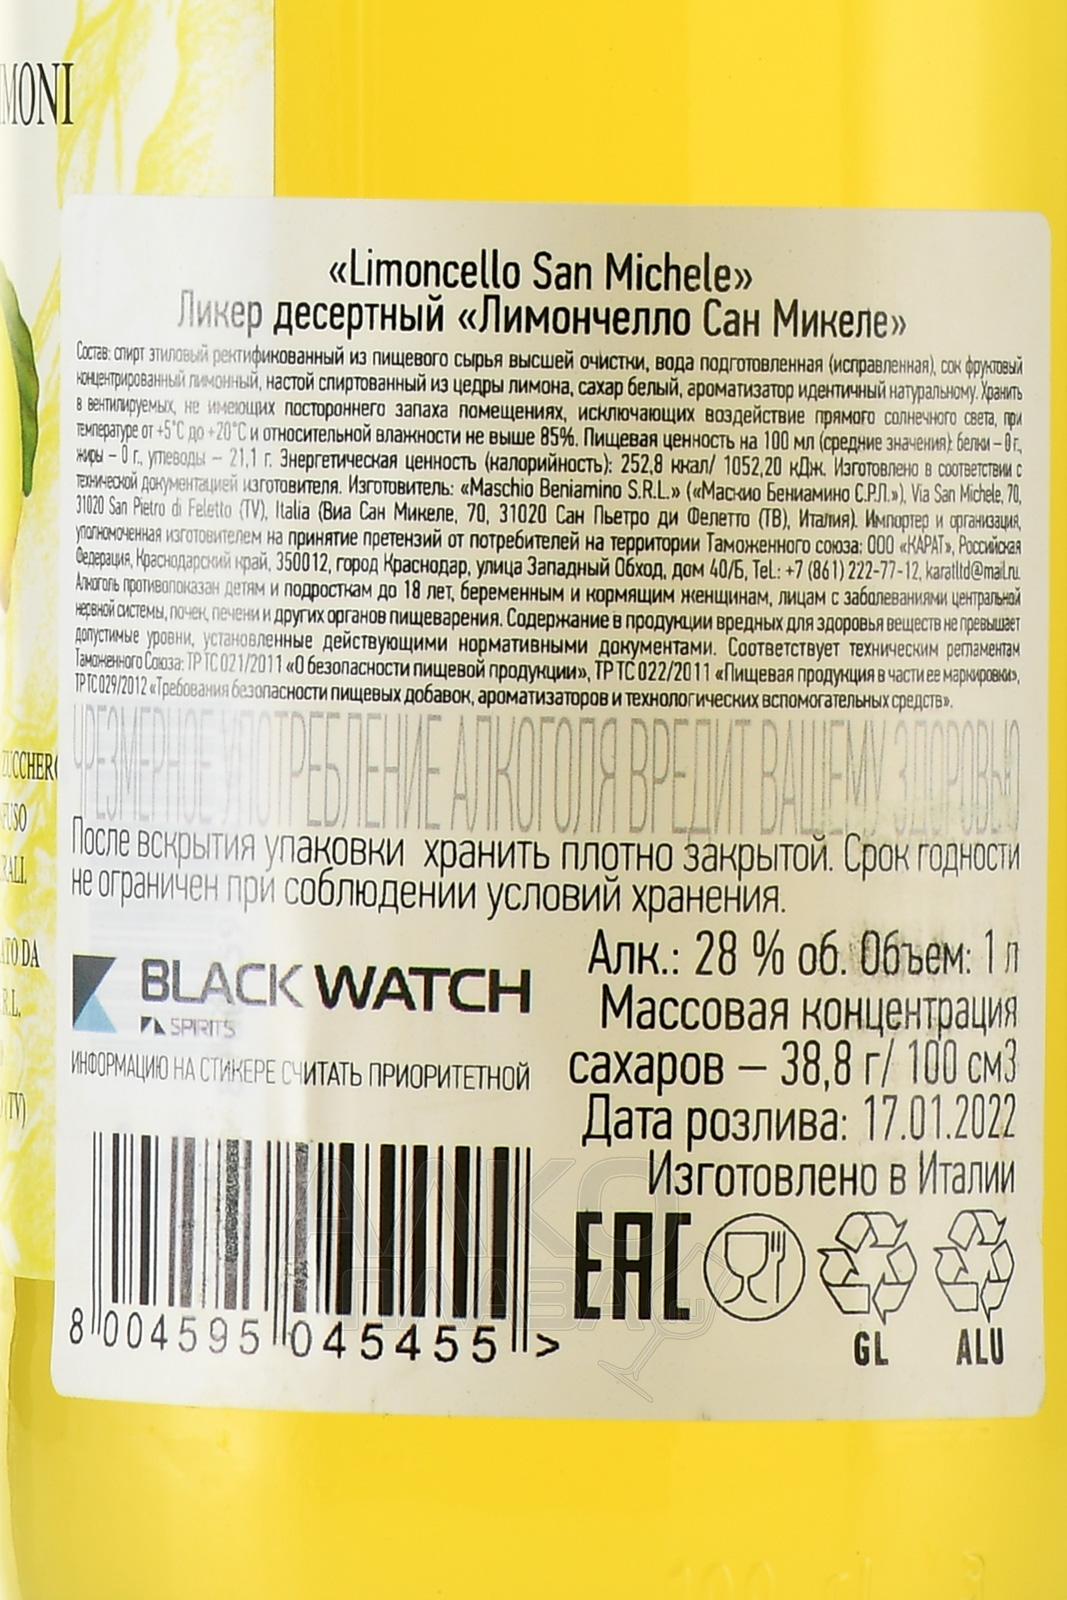 MONI
«Limoncello San Michele»
Ликер десертный «Лимончелло Сан Микеле»
Состав: спирт этиловый ректификованный из пищевого сырья высшей очистки, вода подготовленная (исправленная), сок фруктовый
концентрированный лимонный, настой спиртованный из цедры лимона, сахар белый, ароматизатор идентичный натуральному. Хранить
в вентилируемых, не имеющих постороннего запаха помещениях, исключающих воздействие прямого солнечного света, при
температуре от +5°С до +20°С и относительной влажности не выше 85%. Пищевая ценность на 100 мл (средние значения): белки – 0 г.,
жиры – 0 г., углеводы – 21,1 г. Энергетическая ценность (калорийность): 252,8 ккал/ 1052,20 кДж. Изготовлено в соответствии с
технической документацией изготовителя. Изготовитель: «Maschio Beniamino S.R.L.» («Маскио Бениамино С.Р.Л.»), Via San Michele, 70,
31020 San Pietro di Feletto (TV), Italia (Виа Сан Микеле, 70, 31020 Сан Пьетро ди Фелетто (ТВ), Италия). Импортер и организация,
уполномоченная изготовителем на принятие претензий от потребителей на территории Таможенного союза: ООО «КАРАТ», Российская
Федерация, Краснодарский край, 350012, город Краснодар, улица Западный Обход, дом 40/Б, Tel.: +7 (861) 222-77-12, karatltd@mail.ru.
Алкоголь противопоказан детям и подросткам до 18 лет, беременным и кормящим женщинам, лицам с заболеваниями центральной
нервной системы, почек, печени и других органов пищеварения. Содержание в продукции вредных для здоровья веществ не превышает
допустимые уровни, установленные действующими нормативными документами. Соответствует техническим регламентам
Таможенного Союза: ТР ТС 021/2011 «О безопасности пищевой продукции», ТР ТС 022/2011 «Пищевая продукция в части ее маркировки»,
ТР ТС 029/2012 «Требования безопасности пищевых добавок, ароматизаторов и технологических вспомогательных средств».
ЧРЕЗМЕРНОЕ УПОТРЕБЛЕНИЕ АЛКОГОЛЯ ВРЕДИТ ВАШЕМУ ЗДОРОВЬЮ
ZUCCHERO
FUSO
RALI.
ATO DA
R.L.
(TV)
После вскрытия упаковки хранить плотно закрытой. Срок годности
не ограничен при соблюдении условий хранения.
BLACK WATCH
SPIRITS
ИНФОРМАЦИЮ НА СТИКЕРЕ СЧИТАТЬ ПРИОРИТЕТНОЙ
Алк.: 28 % об. Объем: 1 л
Массовая концентрация
сахаров – 38,8 г/ 100 см3
Дата розлива: 17.01.2022
Изготовлено в Италии
8 004595 045455 >
EAC
GL ALU
АЛКО
ПЛАЗА